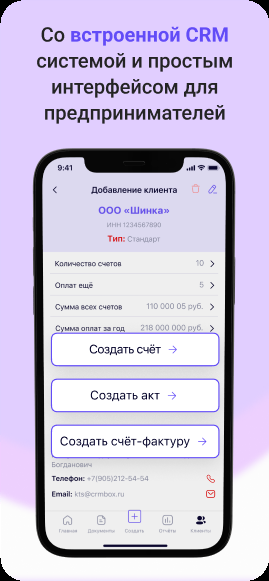 Со встроенной CRM
системой и простым
интерфейсом для
предпринимателей
9:41
Добавление клиента
ООО «Шинка»
ИНН 1234567890
Тип: Стандарт
Количество счетов 10
Оплат ещё 5
Сумма всех счетов 110 000 05 руб.
Сумма оплат за год 218 000 000 руб.
Создать счёт →
Создать акт →
Создать счёт-фактуру →
Богданович
Телефон: +7(905)212-54-54
Email: kts@crmbox.ru
Главная Документы Создать Отчёты Клиенты